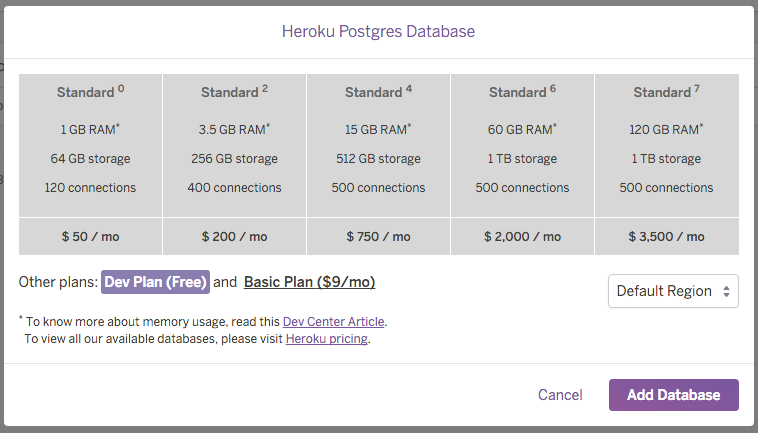 Heroku Postgres Database
Standard 0 Standard 2 Standard 4 Standard 6 Standard 7
1 GB RAM* 3.5 GB RAM* 15 GB RAM* 60 GB RAM* 120 GB RAM*
64 GB storage 256 GB storage 512 GB storage 1 TB storage 1 TB storage
120 connections 400 connections 500 connections 500 connections 500 connections
$ 50 / mo $ 200 / mo $ 750 / mo $ 2,000 / mo $ 3,500 / mo
Other plans: Dev Plan (Free) and Basic Plan ($9/mo)
Default Region
* To know more about memory usage, read this Dev Center Article.
To view all our available databases, please visit Heroku pricing.
Cancel Add Database